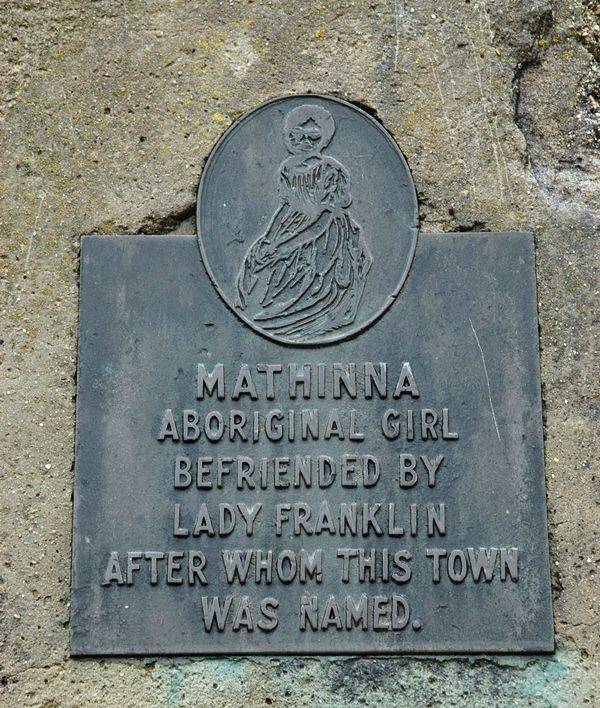 MATHINNA
ABORIGINAL GIRL
BEFRIENDED BY
LADY FRANKLIN
AFTER WHOM THIS TOWN
WAS NAMED.